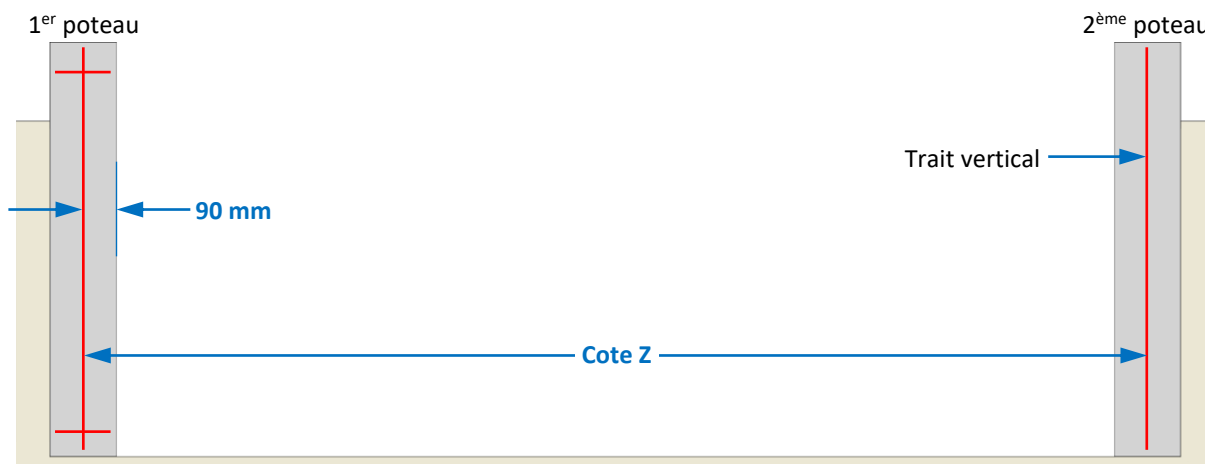 1er poteau
2ème poteau
Trait vertical
90 mm
Cote Z